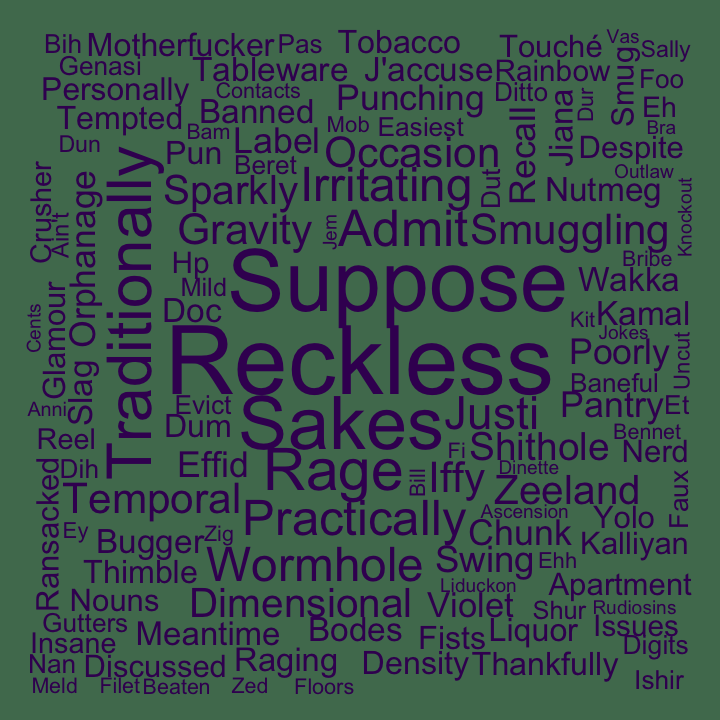 Bih Motherfucker Pas Tobacco Touché Vas Sally
Genasi Tableware J'accuse Rainbow Smug Foo
Personally Contacts Punching Ditto Dur Eh
Tempted Banned Mob Easiest Recall Jiana Bra
Dun Bam Label Occasion Despite
Pun Beret Outlaw
Crusher Ain't Orphanage Traditionally Sparkly Irritating Dut Nutmeg Knockout
Gravity Jem Admit Smuggling
Hp Suppose Bribe
Mild Wakka
Cents Glamour Slag Doc Kit Kamal
Reckless Jokes Uncut
Poorly
Baneful
Anni Evict Sakes Justi Pantry Et
Reel Dum Bennet
Dih Effid Rage Fi Shithole Nerd
Bill Iffy Dinette
Ransacked Temporal Zeeland Faux
Ey Practically Ascension Yolo
Bugger Zig Chunk Kalliyan
Thimble Wormhole Swing Ehh
Nouns Dimensional Liduckon Apartment
Gutters Violet Shur Rudiosins
Insane Meantime Bodes Fists Liquor Issues
Digits
Nan Discussed Raging Density Thankfully
Meld Filet Beaten Zed Floors Ishir